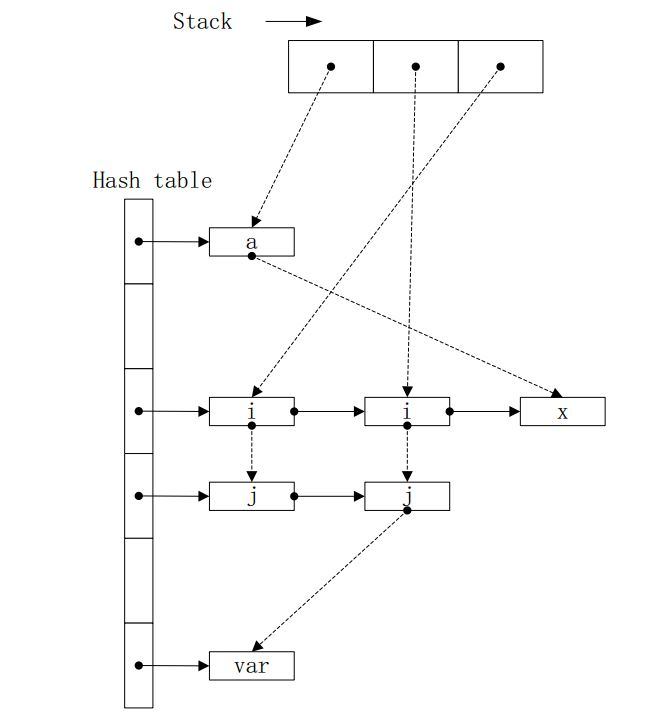 Stack
Hash table
a
i i x
j j
var